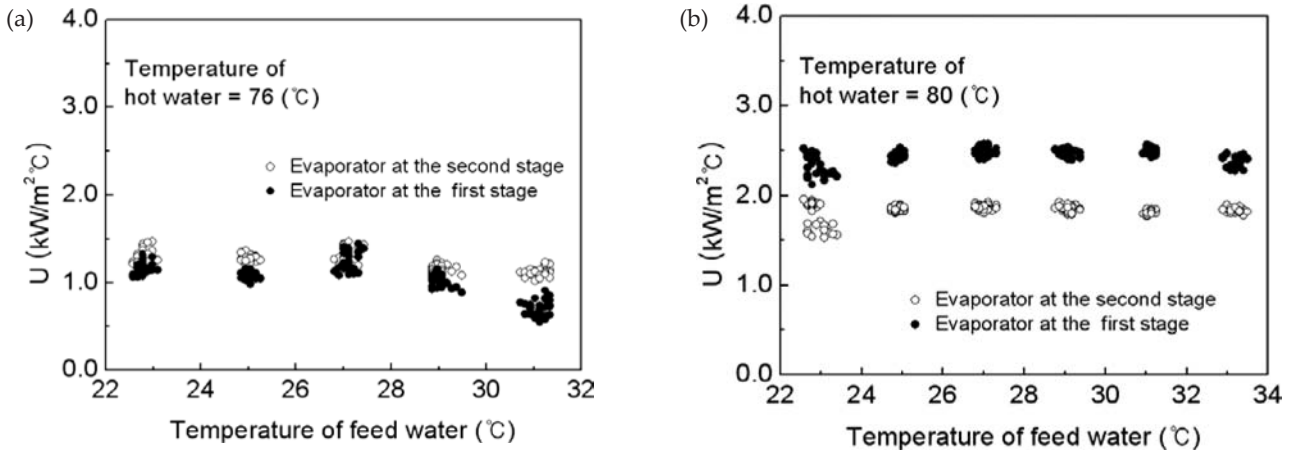 (a)
4.0
3.0
2.0
1.0
0.0
U (kW/m²℃)
Temperature of
hot water = 76 (℃)
Evaporator at the second stage
Evaporator at the first stage
22 24 26 28 30 32
Temperature of feed water (℃)
(b)
4.0
3.0
2.0
1.0
0.0
U (kW/m²℃)
Temperature of
hot water = 80 (℃)
Evaporator at the second stage
Evaporator at the first stage
22 24 26 28 30 32 34
Temperature of feed water (℃)